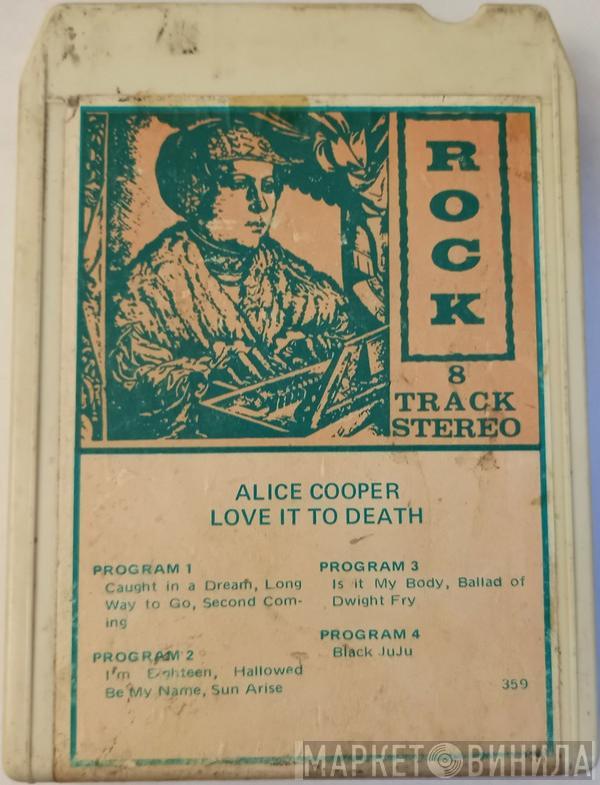 ROCK
8
TRACK
STEREO
ALICE COOPER
LOVE IT TO DEATH
PROGRAM 1
Caught in a Dream, Long
Way to Go, Second Com-
ing
PROGRAM 2
I'm Eighteen, Hallowed
Be My Name, Sun Arise
PROGRAM 3
Is it My Body, Ballad of
Dwight Fry
PROGRAM 4
Black JuJu
359
МАРКЕТ ВИНИЛА